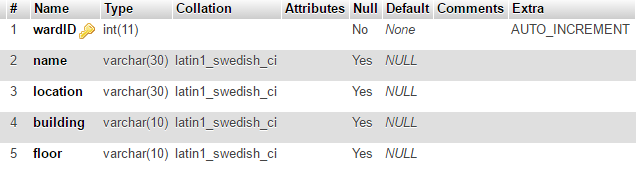 # Name Type Collation Attributes Null Default Comments Extra
1 wardID int(11) No None AUTO_INCREMENT
2 name varchar(30) latin1_swedish_ci Yes NULL
3 location varchar(30) latin1_swedish_ci Yes NULL
4 building varchar(10) latin1_swedish_ci Yes NULL
5 floor varchar(10) latin1_swedish_ci Yes NULL